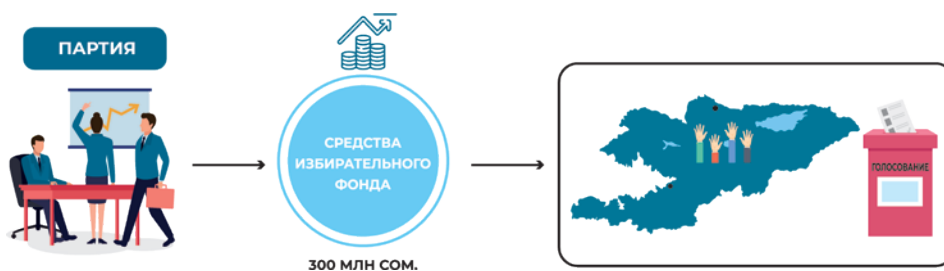 ПАРТИЯ
СРЕДСТВА
ИЗБИРАТЕЛЬНОГО
ФОНДА
300 МЛН СОМ.
ГОЛОСОВАНИЕ